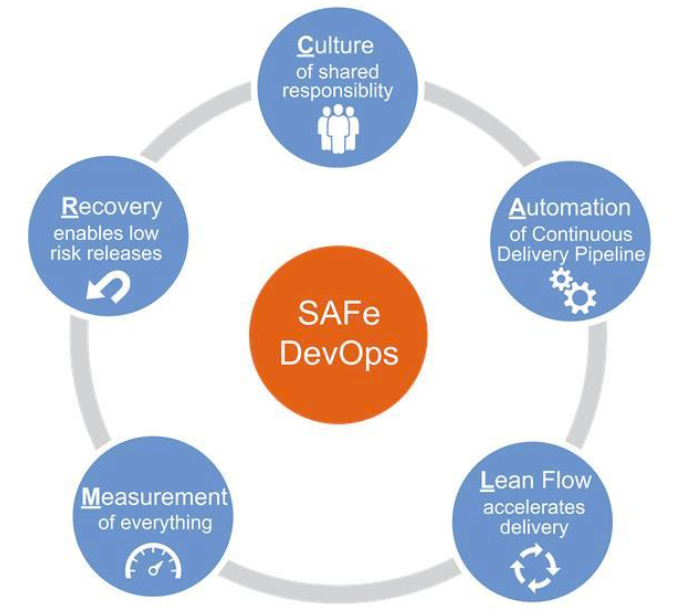 Culture
of shared
responsiblity
Automation
of Continuous
Delivery Pipeline
Lean Flow
accelerates
delivery
Measurement
of everything
Recovery
enables low
risk releases
SAFe
DevOps